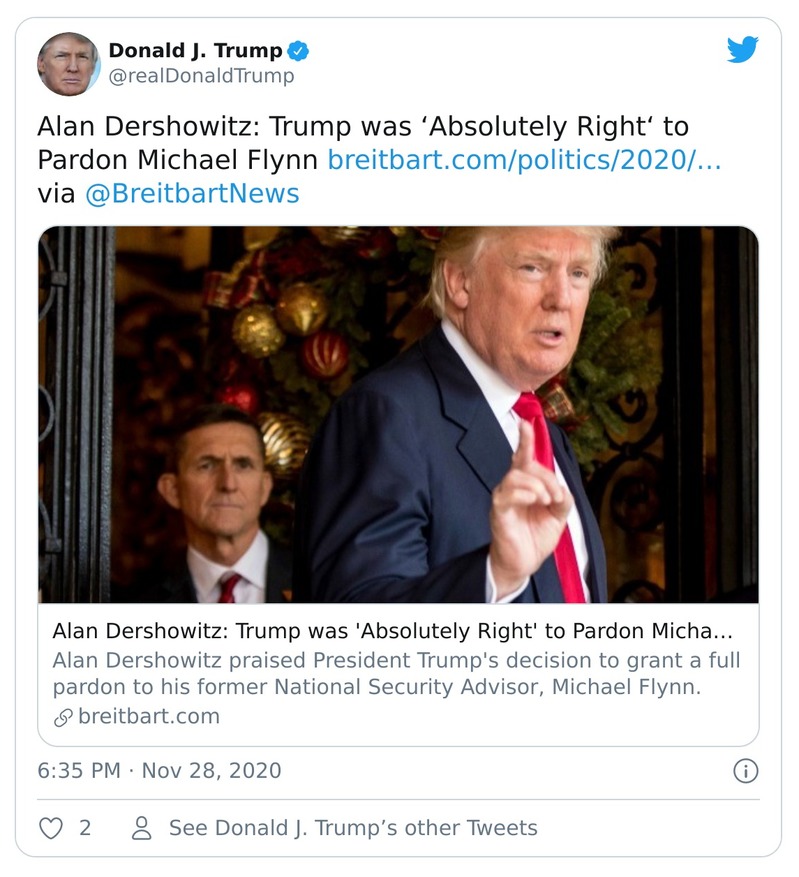 Donald J. Trump
@realDonaldTrump
Alan Dershowitz: Trump was ‘Absolutely Right‘ to
Pardon Michael Flynn breitbart.com/politics/2020/…
via @BreitbartNews
Alan Dershowitz: Trump was 'Absolutely Right' to Pardon Micha…
Alan Dershowitz praised President Trump's decision to grant a full
pardon to his former National Security Advisor, Michael Flynn.
breitbart.com
6:35 PM · Nov 28, 2020
2 See Donald J. Trump’s other Tweets